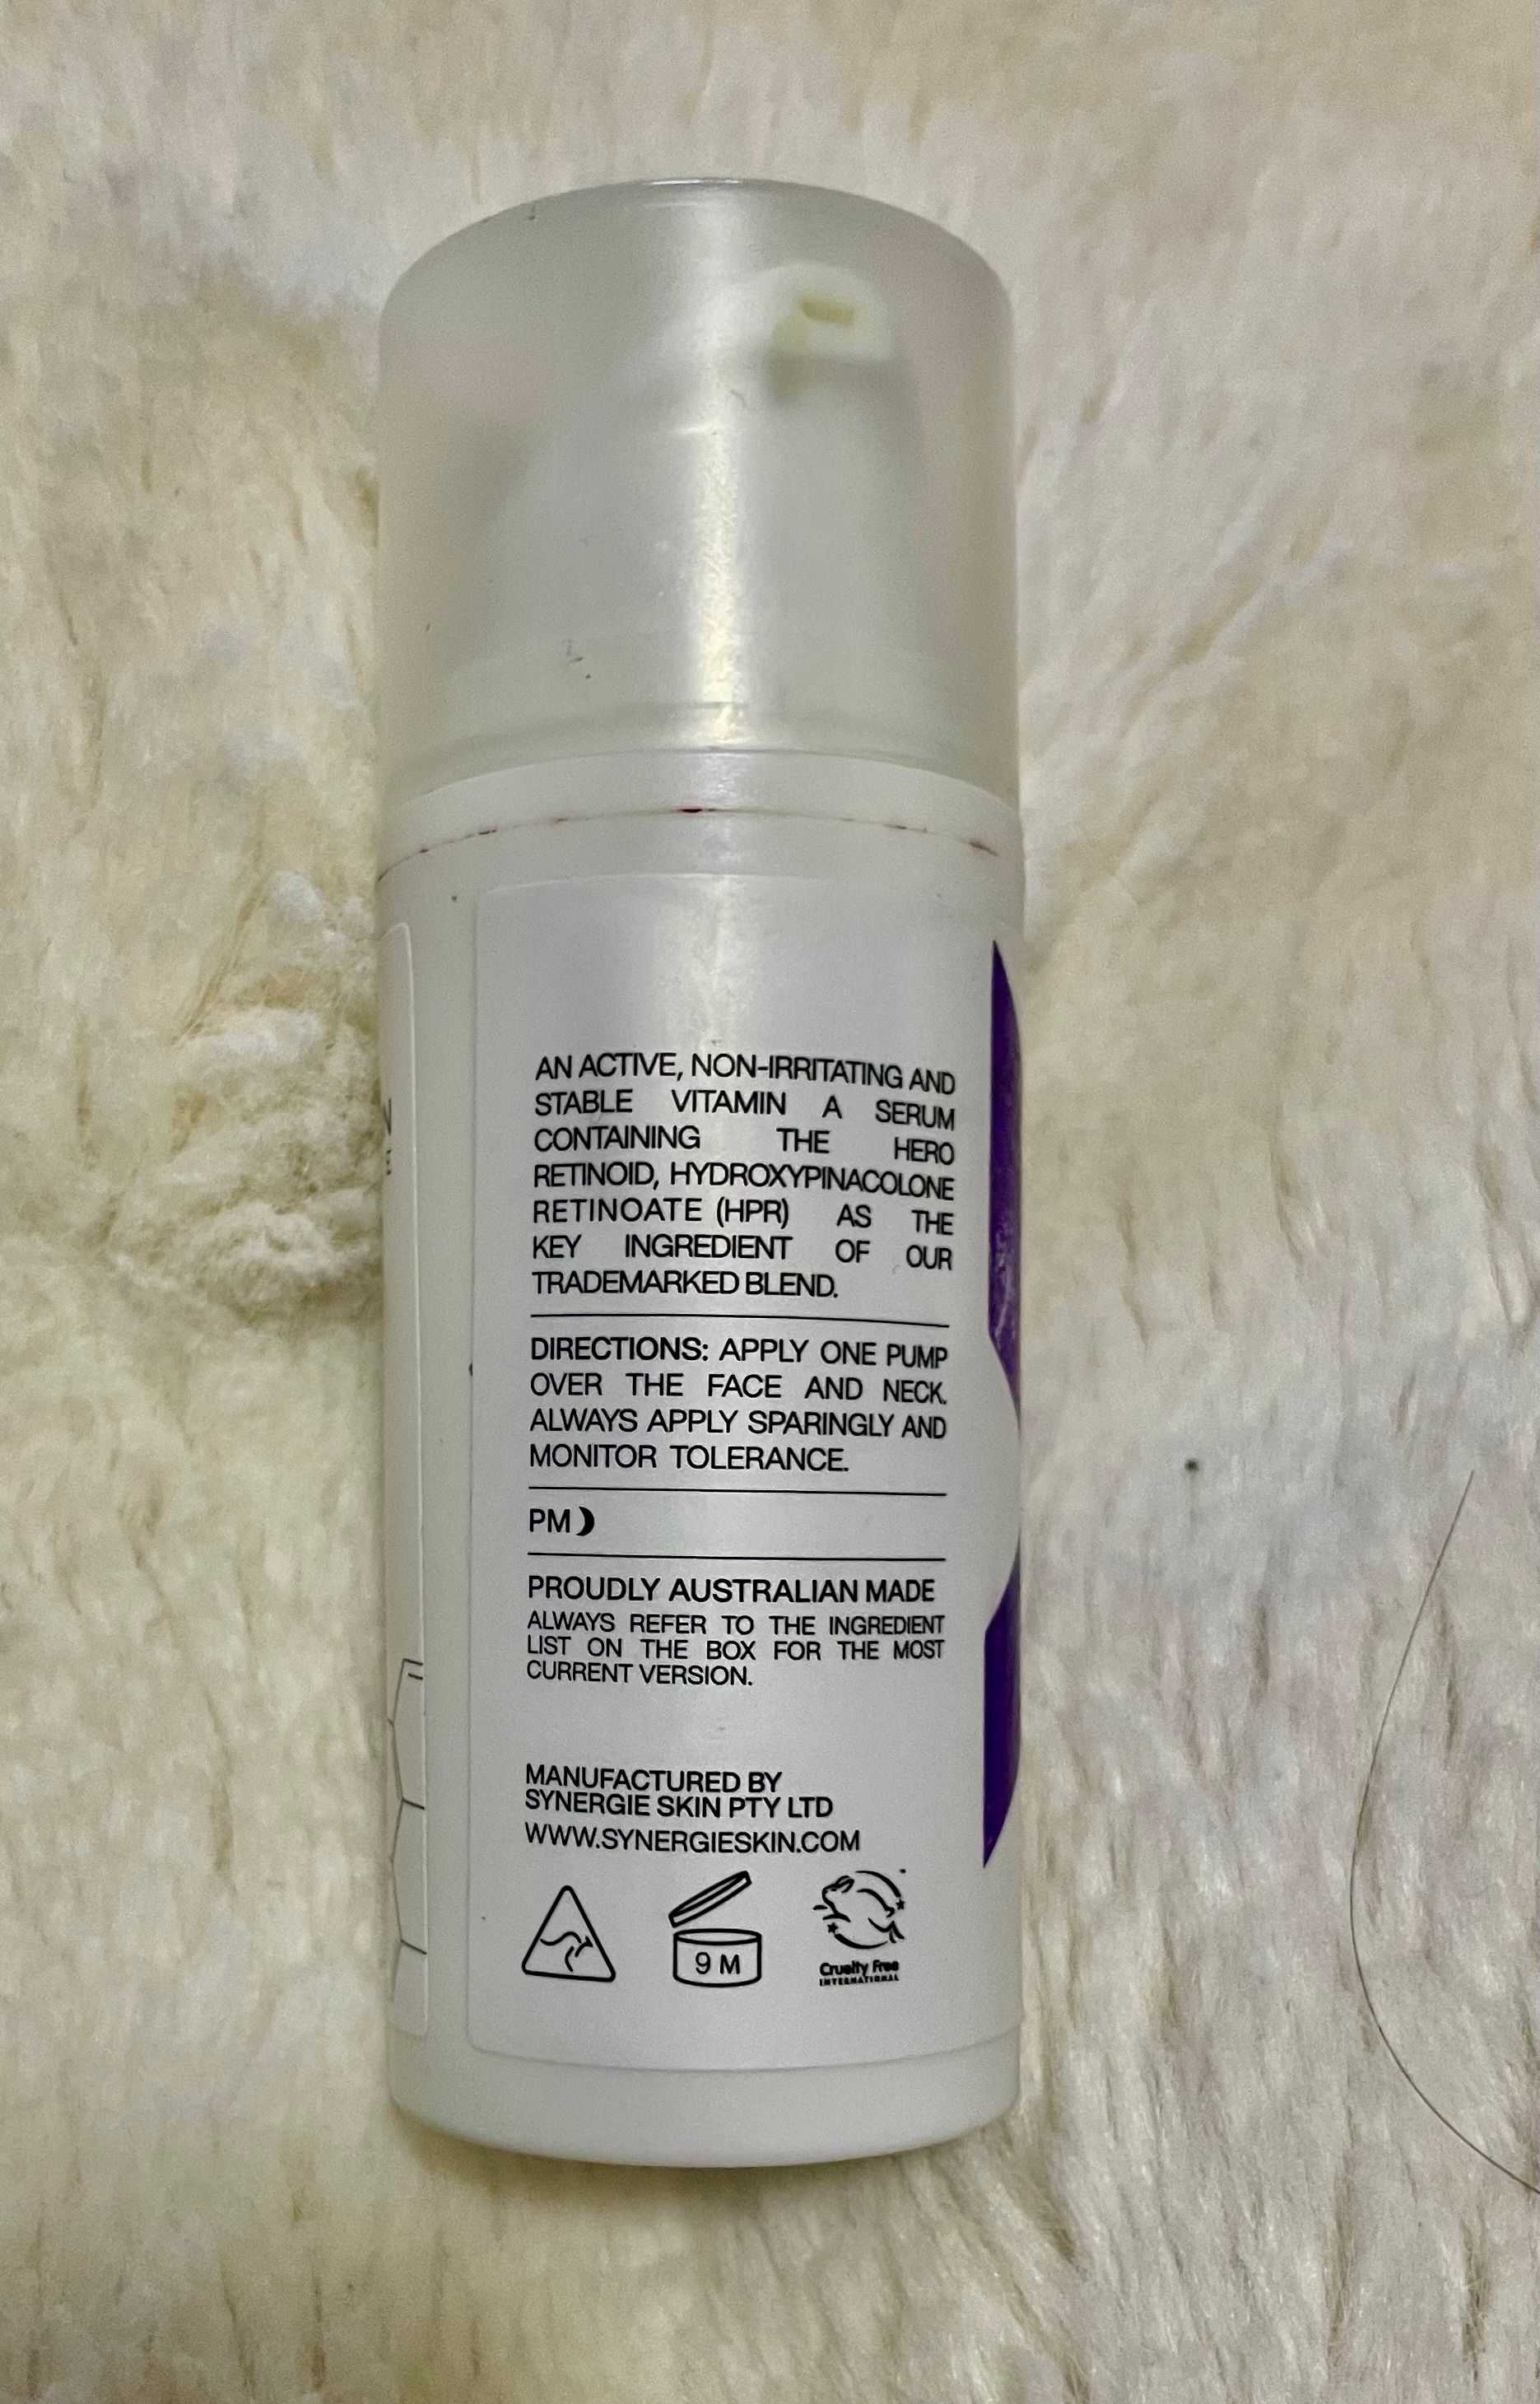 AN ACTIVE, NON-IRRITATING AND
STABLE VITAMIN A SERUM
CONTAINING THE HERO
RETINOID, HYDROXYPINACOLONE
RETINOATE (HPR) AS THE
KEY INGREDIENT OF OUR
TRADEMARKED BLEND.
DIRECTIONS: APPLY ONE PUMP
OVER THE FACE AND NECK.
ALWAYS APPLY SPARINGLY AND
MONITOR TOLERANCE.
PM
PROUDLY AUSTRALIAN MADE
ALWAYS REFER TO THE INGREDIENT
LIST ON THE BOX FOR THE MOST
CURRENT VERSION.
MANUFACTURED BY
SYNERGIE SKIN PTY LTD
WWW.SYNERGIESKIN.COM
9 M
Cruelty Free
INTERNATIONAL